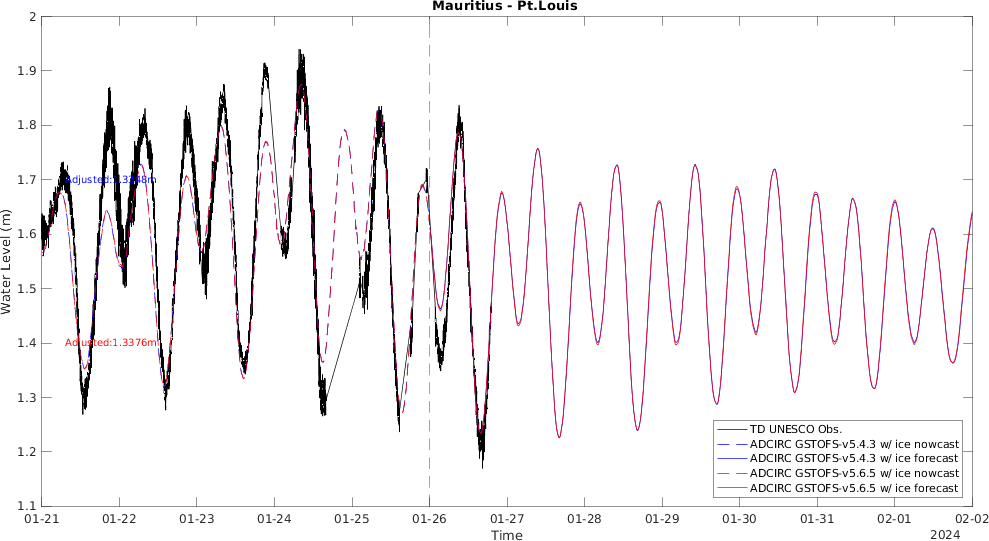 Mauritius - Pt.Louis
2
1.9
1.8
1.7
1.6
1.5
1.4
1.3
1.2
1.1
Water Level (m)
Adjusted:
Adjusted:1.3376m
TD UNESCO Obs.
ADCIRC GSTOFS-v5.4.3 w/ ice nowcast
ADCIRC GSTOFS-v5.4.3 w/ ice forecast
ADCIRC GSTOFS-v5.6.5 w/ ice nowcast
ADCIRC GSTOFS-v5.6.5 w/ ice forecast
01-21 01-22 01-23 01-24 01-25 01-26 01-27 01-28 01-29 01-30 01-31 02-01 02-02
Time
2024